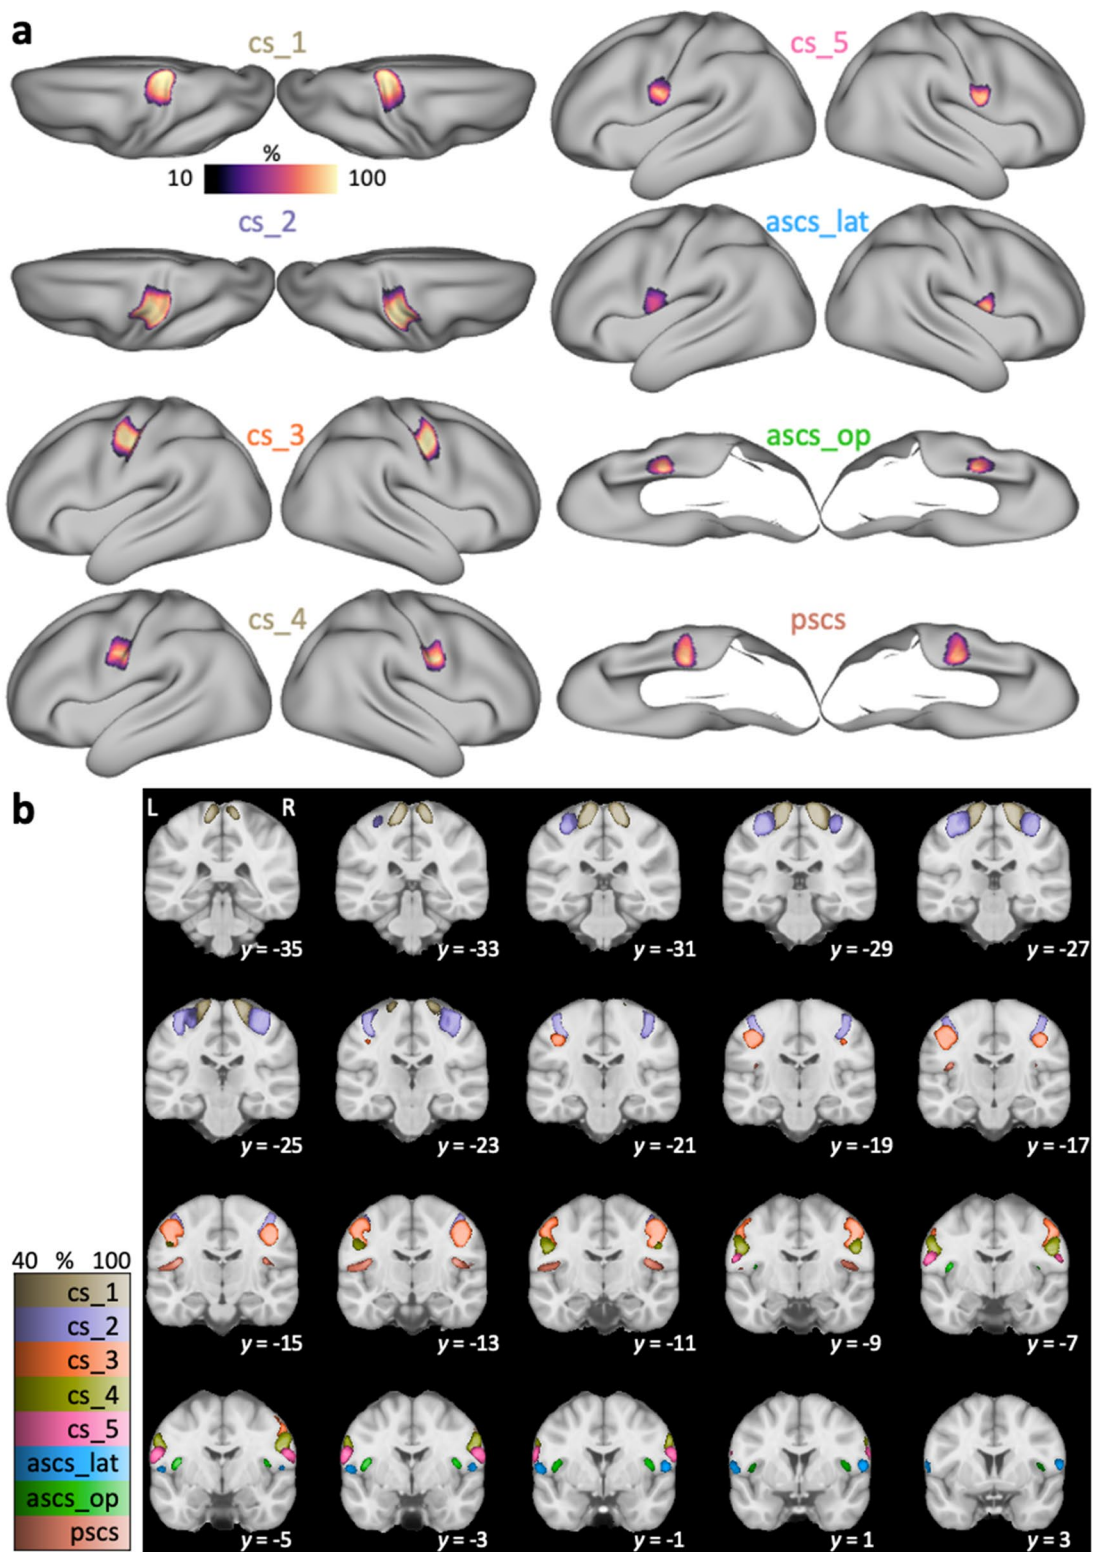 a
cs_1
cs_5
%
10 100
cs_2
ascs_lat
cs_3
ascs_op
cs_4
pscs
b
L R
y = -35 y = -33 y = -31 y = -29 y = -27
y = -25 y = -23 y = -21 y = -19 y = -17
y = -15 y = -13 y = -11 y = -9 y = -7
40 % 100
cs_1
cs_2
cs_3
cs_4
cs_5
ascs_lat
ascs_op
pscs
y = -5 y = -3 y = -1 y = 1 y = 3